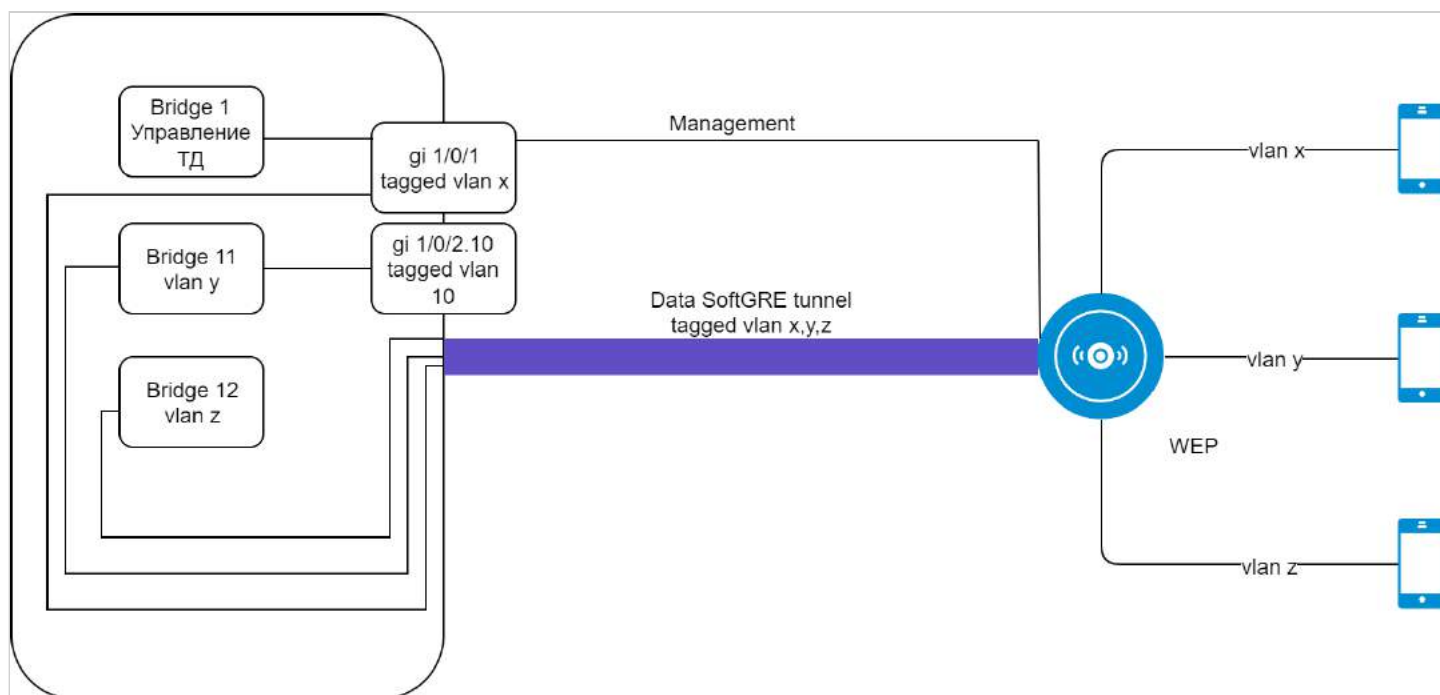 Bridge 1
Управление
ТД
gi 1/0/1
tagged vlan x
Management
vlan x
Bridge 11
vlan y
gi 1/0/2.10
tagged vlan
10
Data SoftGRE tunnel
tagged vlan x,y,z
vlan y
Bridge 12
vlan z
WEP
vlan z